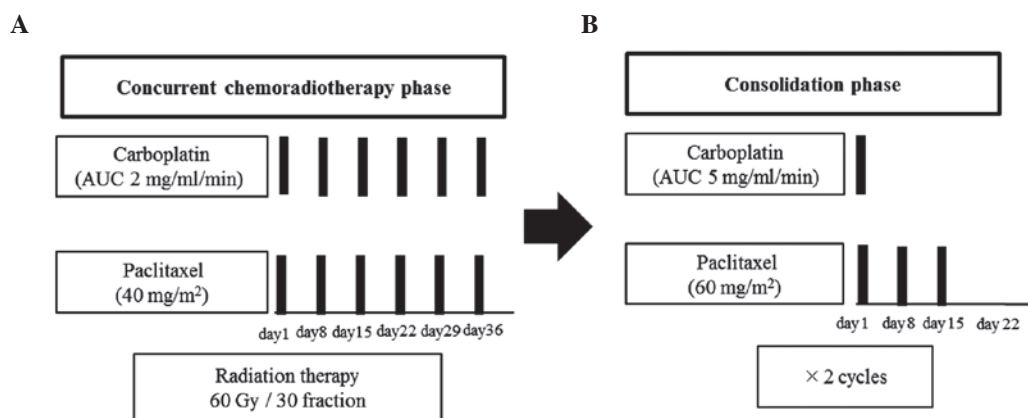 A
Concurrent chemoradiotherapy phase
Carboplatin
(AUC 2 mg/ml/min)
Paclitaxel
(40 mg/m²)
day1 day8 day15 day22 day29 day36
Radiation therapy
60 Gy / 30 fraction
B
Consolidation phase
Carboplatin
(AUC 5 mg/ml/min)
Paclitaxel
(60 mg/m²)
day1 day8 day15 day22
× 2 cycles